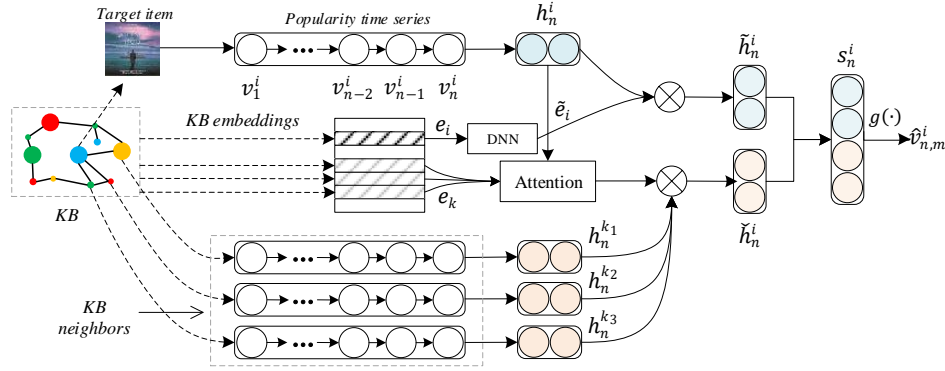 Target item
Popularity time series
h_n^i
v_1^i
v_{n-2}^i
v_{n-1}^i
v_n^i
h̃_n^i
s_n^i
ẽ_i
KB embeddings
e_i
DNN
g(·)
v̂_{n,m}^i
Attention
e_k
KB
ȟ_n^i
h_n^{k_1}
h_n^{k_2}
h_n^{k_3}
KB
neighbors